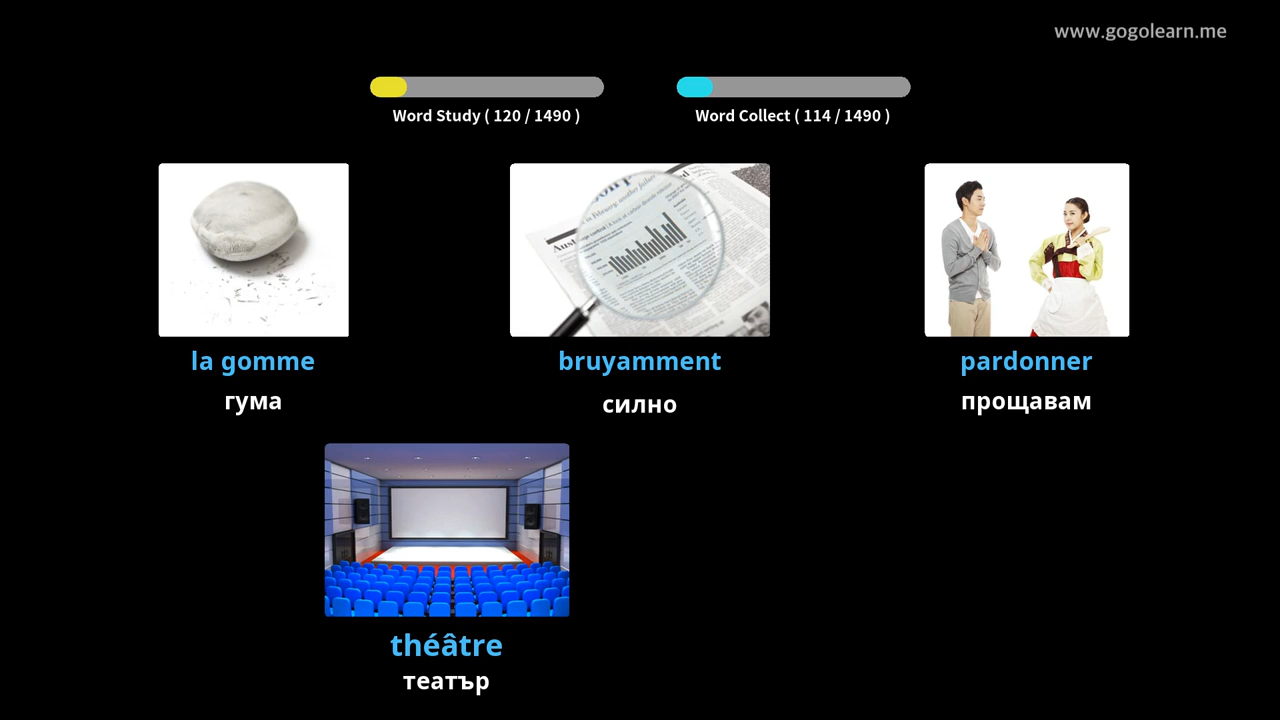 www.gogolearn.me
Word Study ( 120 / 1490 )
Word Collect ( 114 / 1490 )
la gomme
гума
bruyamment
силно
pardonner
прощавам
théâtre
театър